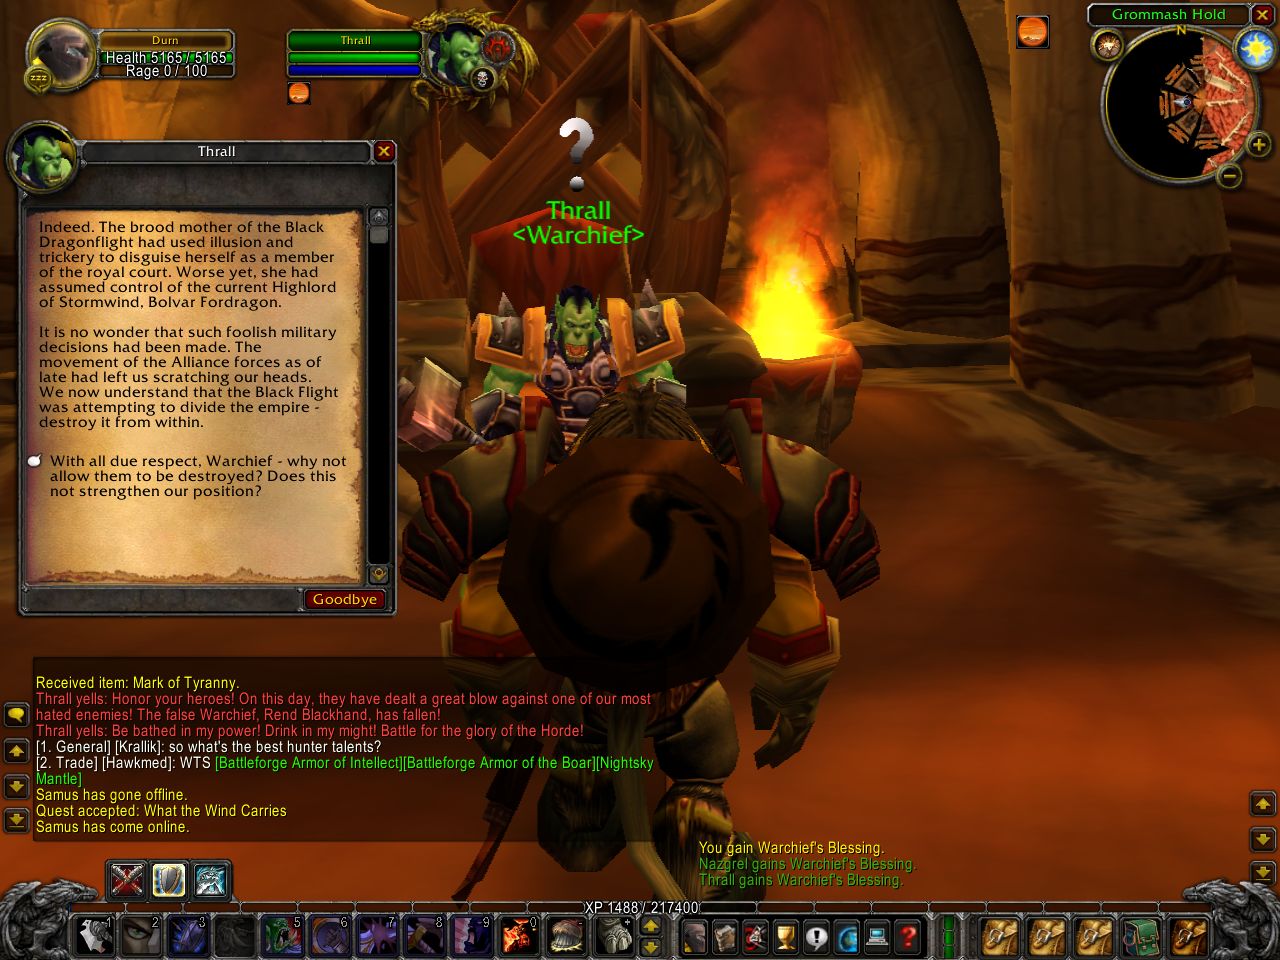 Durn
Health 5165 / 5165
Rage 0 / 100
zzz
Thrall
Grommash Hold
N
Thrall
Thrall
<Warchief>
Indeed. The brood mother of the Black
Dragonflight had used illusion and
trickery to disguise herself as a member
of the royal court. Worse yet, she had
assumed control of the current Highlord
of Stormwind, Bolvar Fordragon.
It is no wonder that such foolish military
decisions had been made. The
movement of the Alliance forces as of
late had left us scratching our heads.
We now understand that the Black Flight
was attempting to divide the empire -
destroy it from within.
With all due respect, Warchief - why not
allow them to be destroyed? Does this
not strengthen our position?
Goodbye
Received item: Mark of Tyranny.
Thrall yells: Honor your heroes! On this day, they have dealt a great blow against one of our most
hated enemies! The false Warchief, Rend Blackhand, has fallen!
Thrall yells: Be bathed in my power! Drink in my might! Battle for the glory of the Horde!
[1. General] [Krallik]: so what's the best hunter talents?
[2. Trade] [Hawkmed]: WTS [Battleforge Armor of Intellect][Battleforge Armor of the Boar][Nightsky
Mantle]
Samus has gone offline.
Quest accepted: What the Wind Carries
Samus has come online.
You gain Warchief's Blessing.
Nazgrel gains Warchief's Blessing.
Thrall gains Warchief's Blessing.
XP 1488 / 217400
1 2 3 5 6 7 8 9 0 - +